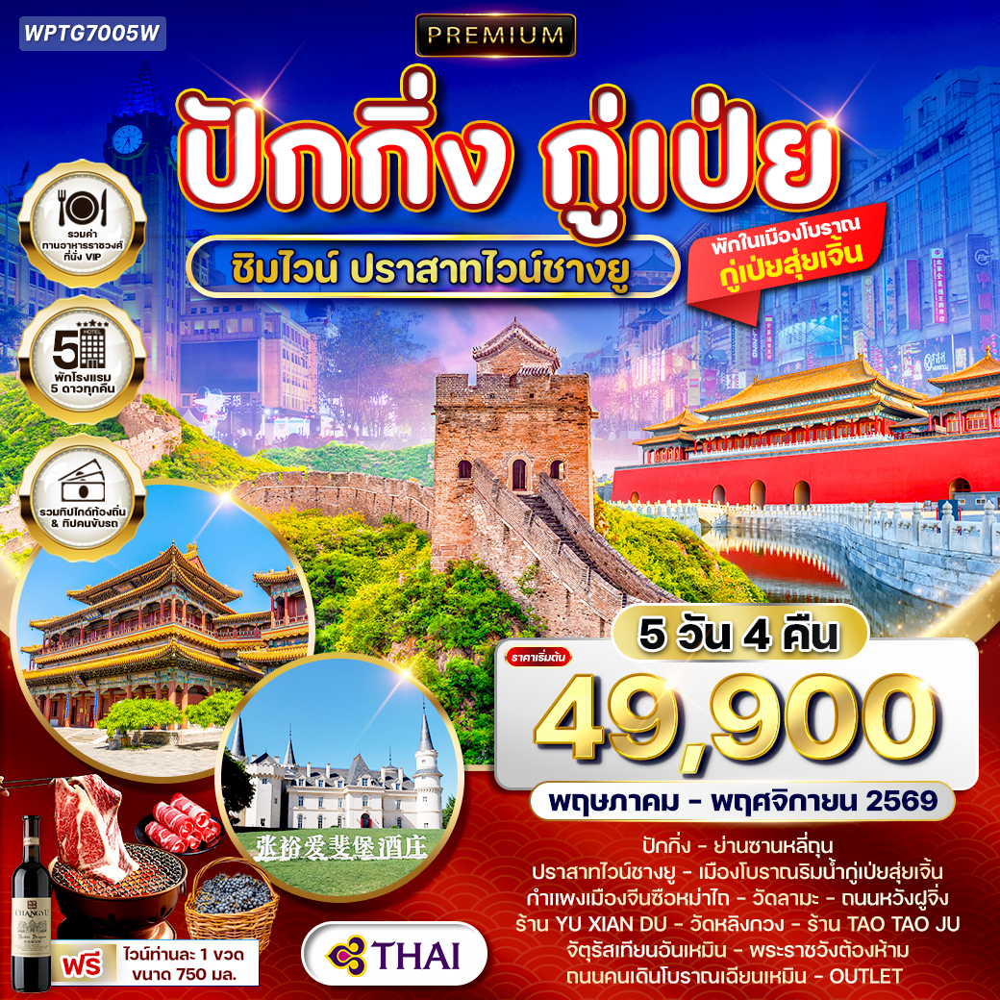 WPTG7005W
PREMIUM
ปักกิ่ง กู่เป่ย
ชิมไวน์ ปราสาทไวน์ชางยู
พักในเมืองโบราณ
กู่เป่ยสุ่ยเจิ้น
รวมค่า
ทานอาหารราชวงศ์
ที่นั่ง VIP
5
HOTEL
พักโรงแรม
5 ดาวทุกคืน
รวมทิปไกด์ท้องถิ่น
& ทิปคนขับรถ
5 วัน 4 คืน
ราคาเริ่มต้น
49,900
พฤษภาคม - พฤศจิกายน 2569
张裕爱斐堡酒庄
ปักกิ่ง - ย่านซานหลี่ถุน
ปราสาทไวน์ชางยู - เมืองโบราณริมน้ำกู่เป่ยสุ่ยเจิ้น
กำแพงเมืองจีนซือหม่าไถ - วัดลามะ - ถนนหวังฝูจิ่ง
ร้าน YU XIAN DU - วัดหลิงกวง - ร้าน TAO TAO JU
จัตุรัสเทียนอันเหมิน - พระราชวังต้องห้าม
ถนนคนเดินโบราณเฉียนเหมิน - OUTLET
CHANGYU
ฟรี
ไวน์ท่านละ 1 ขวด
ขนาด 750 มล.
THAI